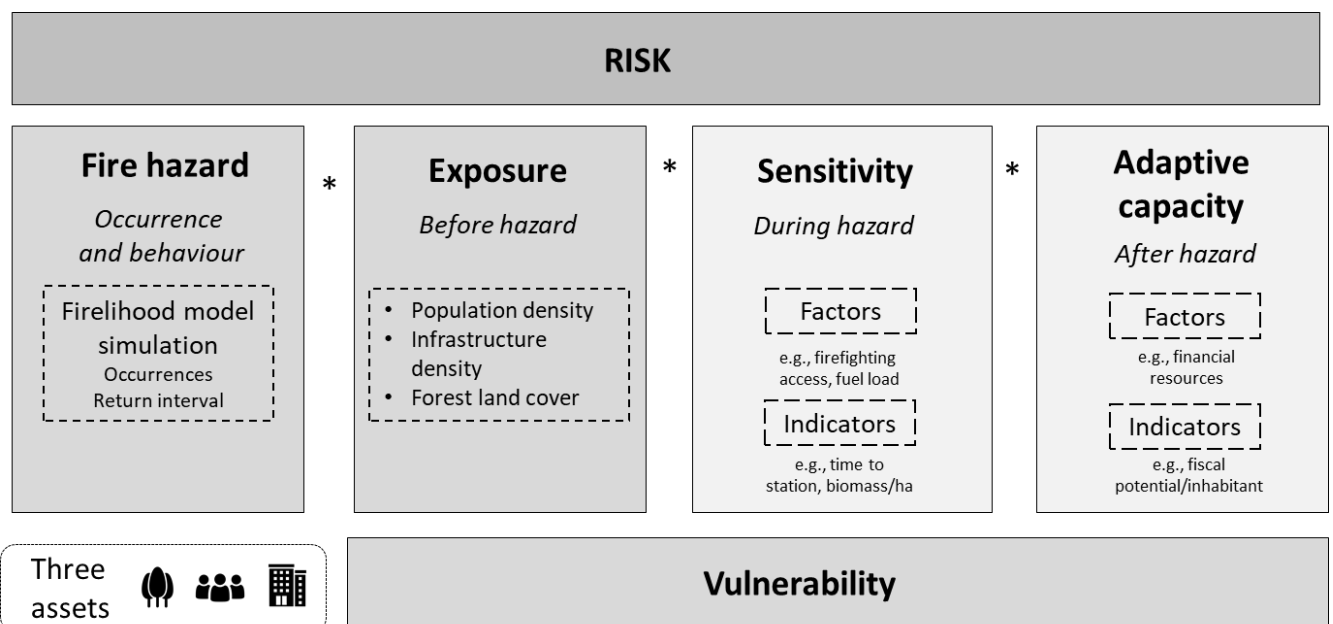 RISK
Fire hazard
Occurrence
and behaviour
Firelihood model
simulation
Occurrences
Return interval
*
Exposure
Before hazard
• Population density
• Infrastructure
density
• Forest land cover
*
Sensitivity
During hazard
Factors
e.g., firefighting
access, fuel load
Indicators
e.g., time to
station, biomass/ha
*
Adaptive
capacity
After hazard
Factors
e.g., financial
resources
Indicators
e.g., fiscal
potential/inhabitant
Three
assets
Vulnerability